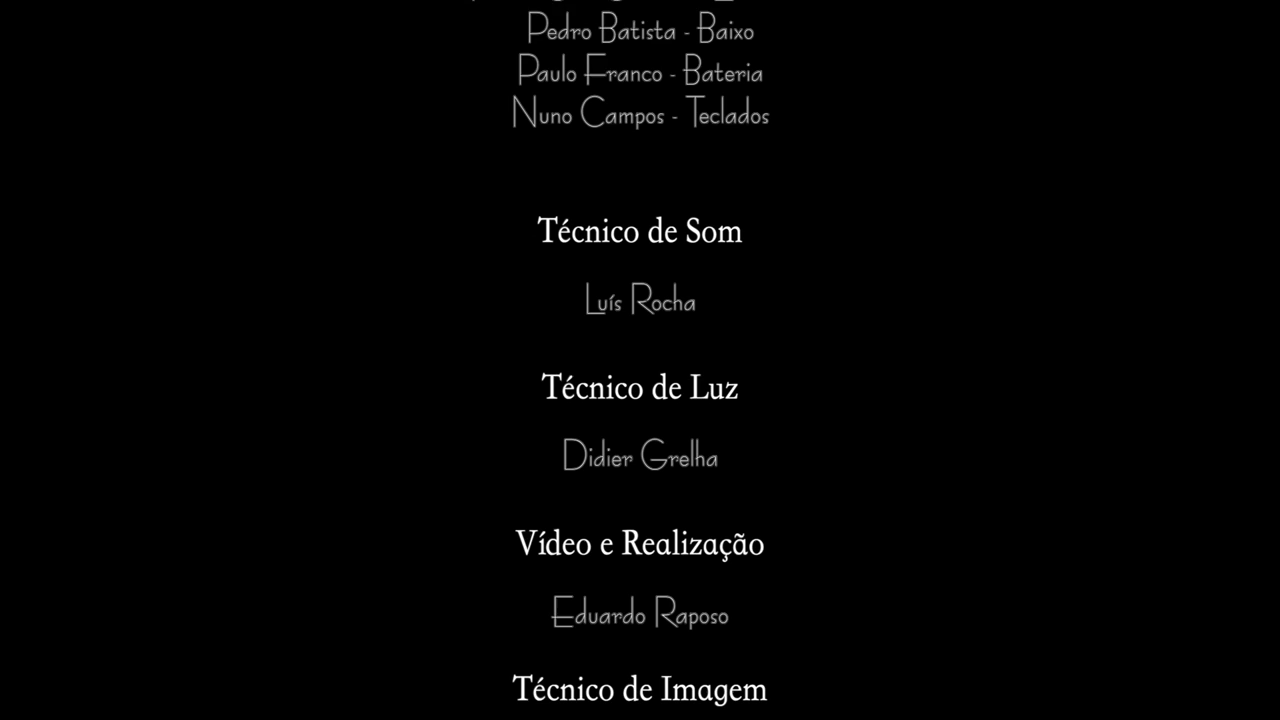 Pedro Batista - Baixo
Paulo Franco - Bateria
Nuno Campos - Teclados
Técnico de Som
Luís Rocha
Técnico de Luz
Didier Grelha
Vídeo e Realização
Eduardo Raposo
Técnico de Imagem